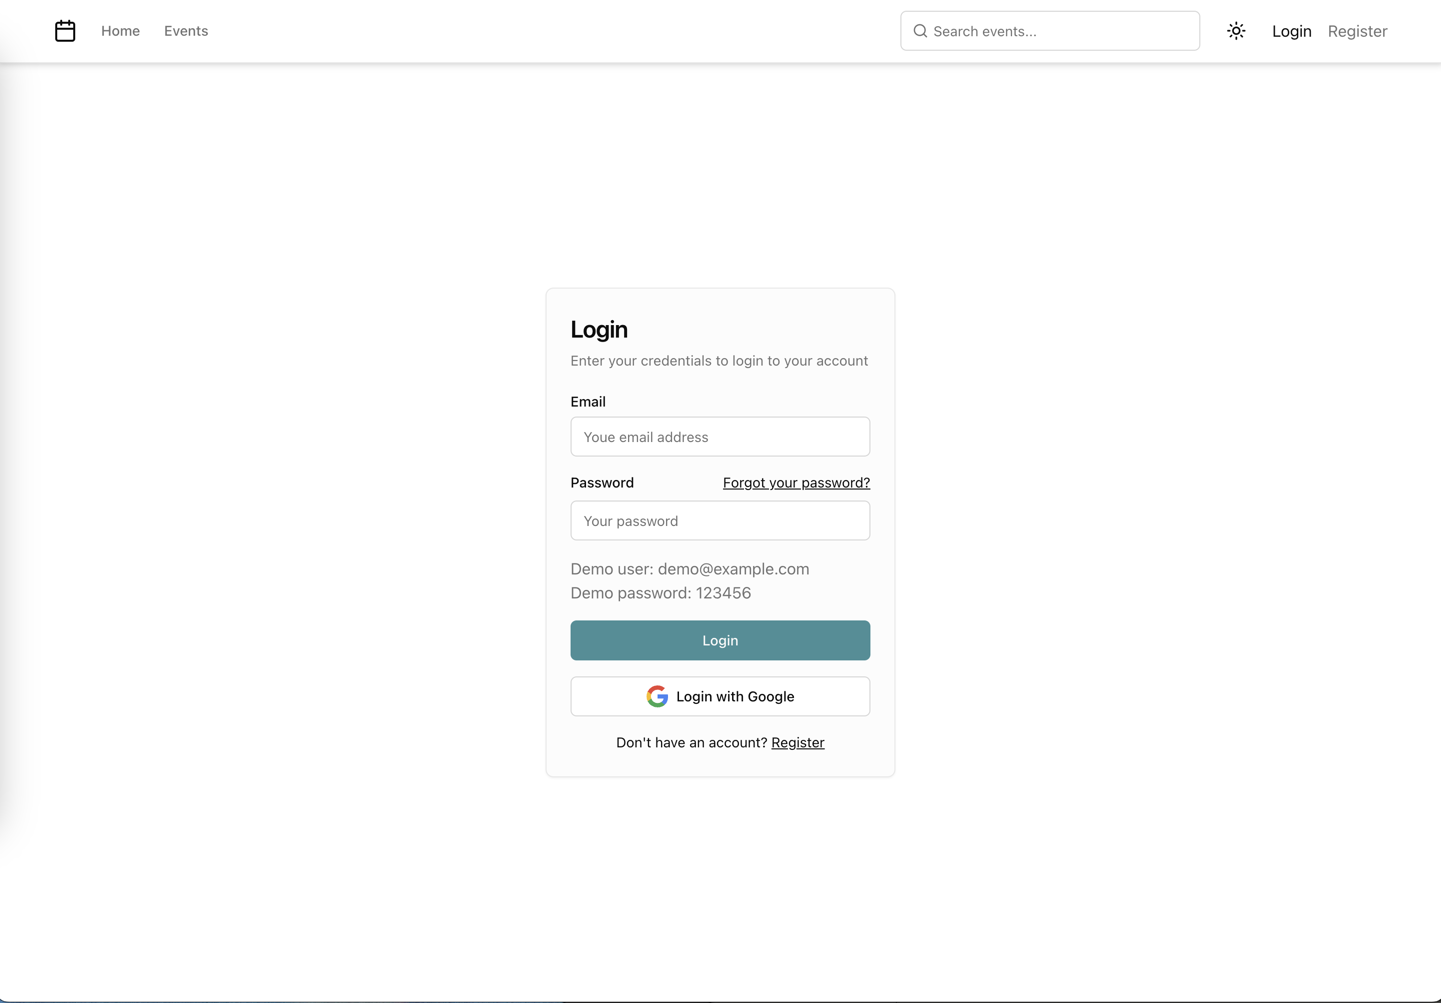 Home Events Search events... Login Register
Login
Enter your credentials to login to your account
Email
Youe email address
Password Forgot your password?
Your password
Demo user: demo@example.com
Demo password: 123456
Login
Login with Google
Don't have an account? Register